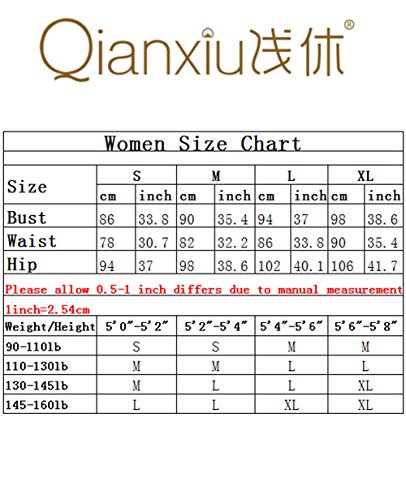 Qianxiu浅休®
Women Size Chart
Size S M L XL
cm inch cm inch cm inch cm inch
Bust 86 33.8 90 35.4 94 37 98 38.6
Waist 78 30.7 82 32.2 86 33.8 90 35.4
Hip 94 37 98 38.6 102 40.1 106 41.7
Please allow 0.5-1 inch differs due to manual measurement
1inch=2.54cm
Weight/Height 5'0"-5'2" 5'2"-5'4" 5'4"-5'6" 5'6"-5'8"
90-110lb S S M M
110-130lb M M L L
130-145lb M L L XL
145-160lb L L XL XL